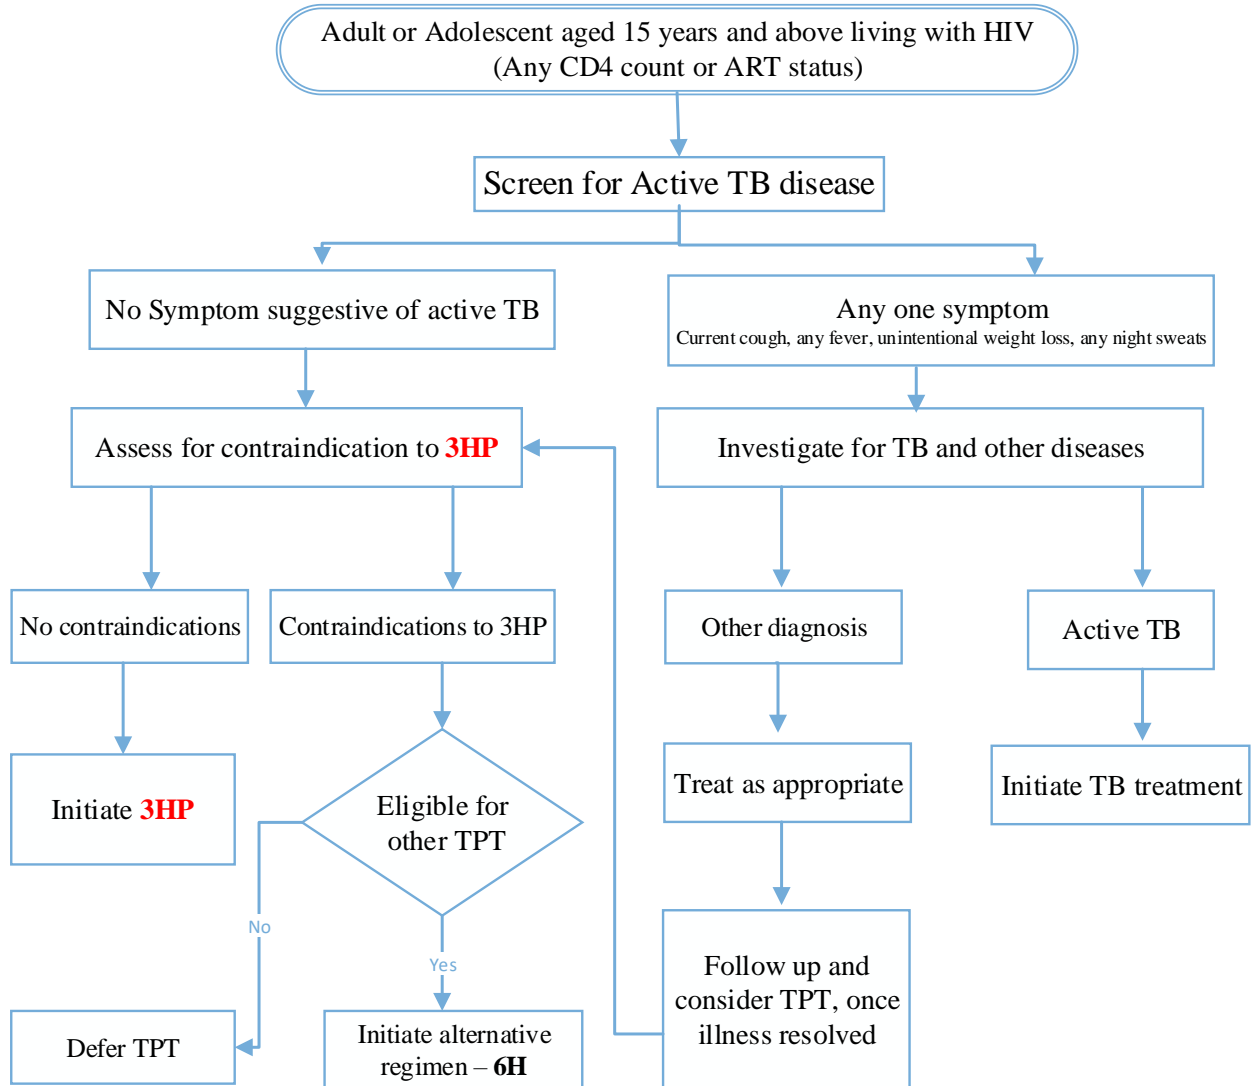 Adult or Adolescent aged 15 years and above living with HIV
(Any CD4 count or ART status)
Screen for Active TB disease
No Symptom suggestive of active TB
Any one symptom
Current cough, any fever, unintentional weight loss, any night sweats
Assess for contraindication to 3HP
Investigate for TB and other diseases
No contraindications
Contraindications to 3HP
Other diagnosis
Active TB
Initiate 3HP
Eligible for
other TPT
Treat as appropriate
Initiate TB treatment
No
Yes
Defer TPT
Initiate alternative
regimen – 6H
Follow up and
consider TPT, once
illness resolved